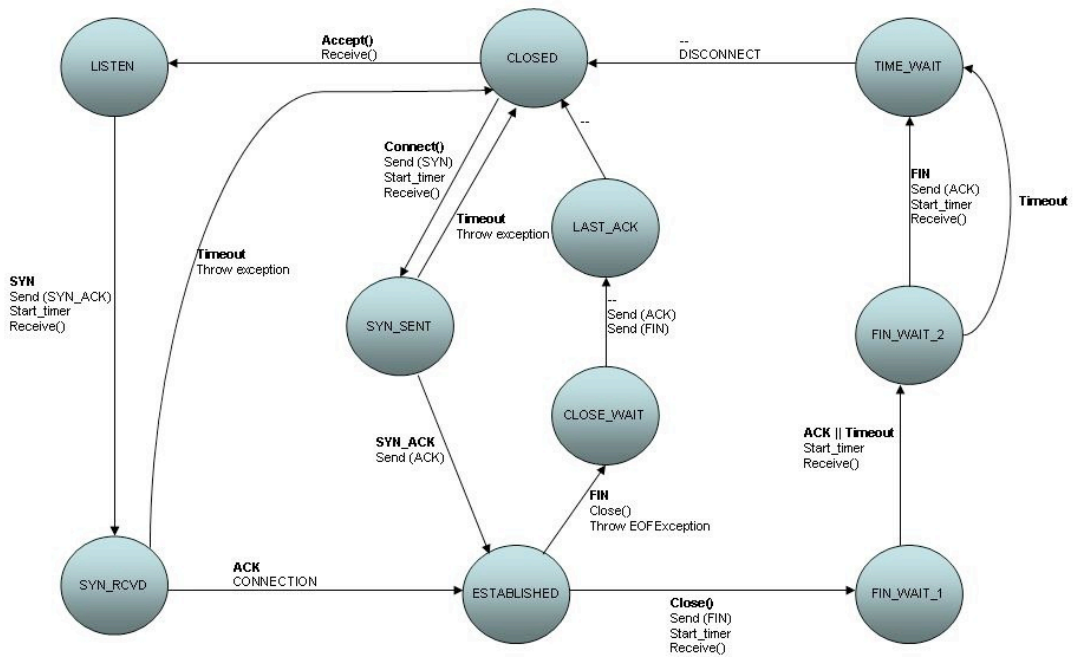 Accept()
Receive()
LISTEN
CLOSED
--
DISCONNECT
TIME_WAIT
--
Connect()
Send (SYN)
Start_timer
Receive()
Timeout
Throw exception
LAST_ACK
FIN
Send (ACK)
Start_timer
Receive()
Timeout
Timeout
Throw exception
SYN
Send (SYN_ACK)
Start_timer
Receive()
SYN_SENT
--
Send (ACK)
Send (FIN)
FIN_WAIT_2
CLOSE_WAIT
SYN_ACK
Send (ACK)
ACK || Timeout
Start_timer
Receive()
FIN
Close()
Throw EOFException
SYN_RCVD
ACK
CONNECTION
ESTABLISHED
Close()
Send (FIN)
Start_timer
Receive()
FIN_WAIT_1